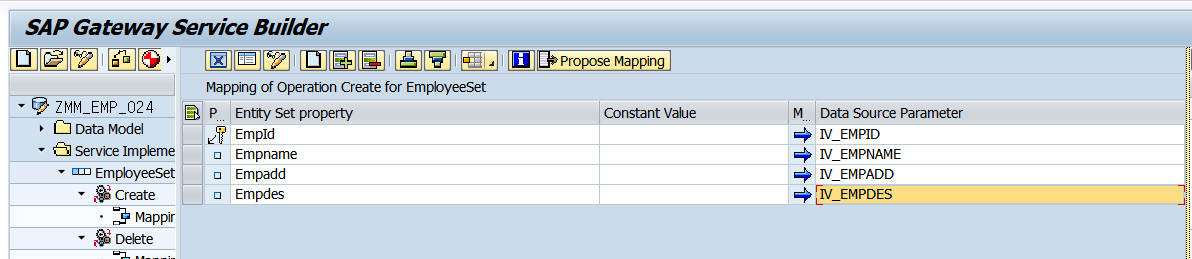 SAP Gateway Service Builder
Propose Mapping
Mapping of Operation Create for EmployeeSet
P... Entity Set property Constant Value M... Data Source Parameter
EmpId IV_EMPID
Empname IV_EMPNAME
Empadd IV_EMPADD
Empdes IV_EMPDES
ZMM_EMP_024
Data Model
Service Impleme
EmployeeSet
Create
Mappin
Delete